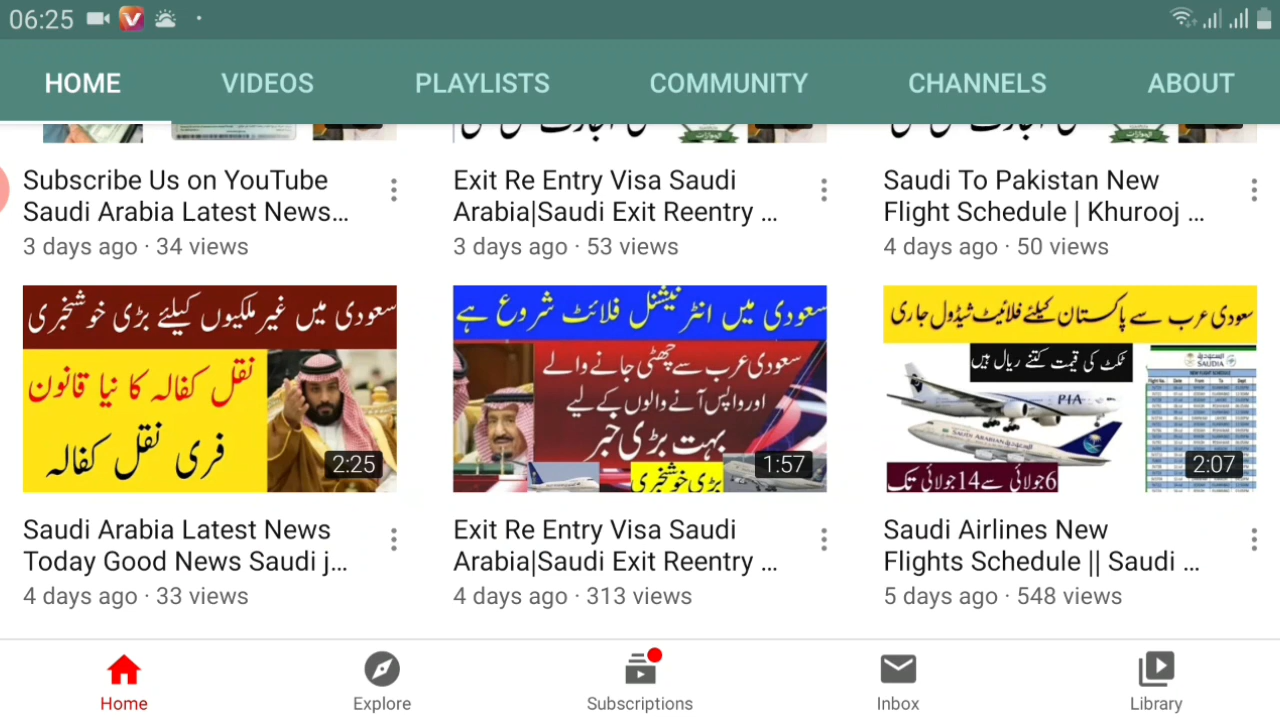 06:25
HOME VIDEOS PLAYLISTS COMMUNITY CHANNELS ABOUT
Subscribe Us on YouTube
Saudi Arabia Latest News...
3 days ago · 34 views
Exit Re Entry Visa Saudi
Arabia|Saudi Exit Reentry ...
3 days ago · 53 views
Saudi To Pakistan New
Flight Schedule | Khurooj ...
4 days ago · 50 views
سعودی میں غیر ملکیوں کیلئے بڑی خوشخبری
نقل کفالہ کا نیا قانون
فری نقل کفالہ
2:25
Saudi Arabia Latest News
Today Good News Saudi j...
4 days ago · 33 views
سعودی میں انٹرنیشنل فلائٹ شروع ہے
سعودی عرب سے چھٹی جانے والے
اور واپس آنے والوں کے لیے
بہت بڑی خبر
بڑی خوشخبری
1:57
Exit Re Entry Visa Saudi
Arabia|Saudi Exit Reentry ...
4 days ago · 313 views
سعودی عرب سے پاکستان کیلئے فلائیٹ شیڈول جاری
ٹکٹ کی قیمت کتنے ریال ہیں
السعودية
SAUDIA
NEW FLIGHT SCHEDULE
PIA
SAUDI ARABIAN
6جولائی سے14جولائی تک
2:07
Saudi Airlines New
Flights Schedule || Saudi ...
5 days ago · 548 views
Home Explore Subscriptions Inbox Library